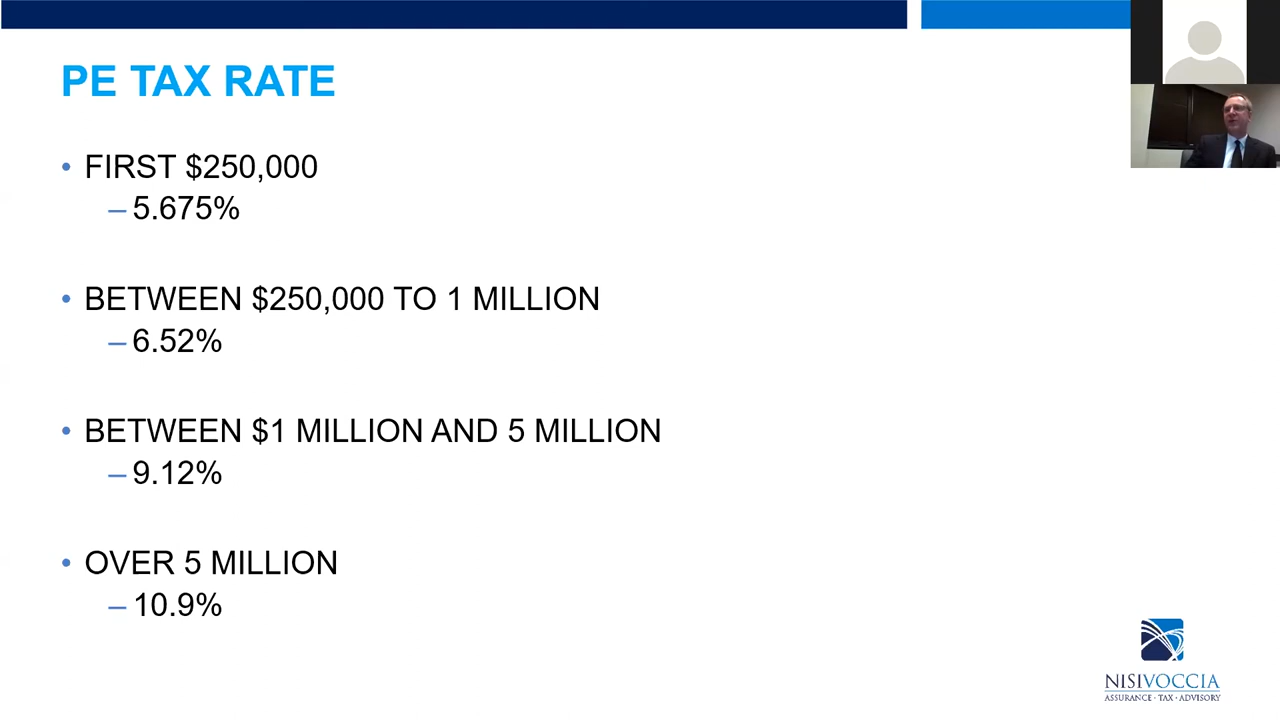 PE TAX RATE
• FIRST $250,000
– 5.675%
• BETWEEN $250,000 TO 1 MILLION
– 6.52%
• BETWEEN $1 MILLION AND 5 MILLION
– 9.12%
• OVER 5 MILLION
– 10.9%
NISIVOCCIA
ASSURANCE · TAX · ADVISORY